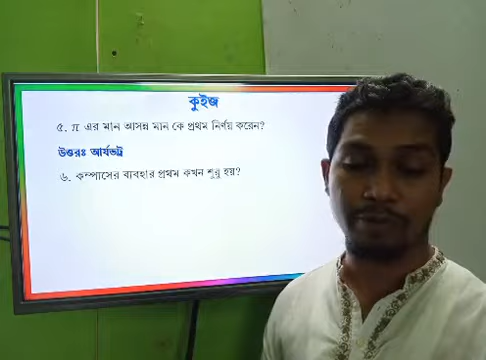 কুইজ
৫. π এর মান আসন্ন মান কে প্রথম নির্ণয় করেন?
উত্তরঃ আর্যভট্ট
৬. কম্পাসের ব্যবহার প্রথম কখন শুরু হয়?